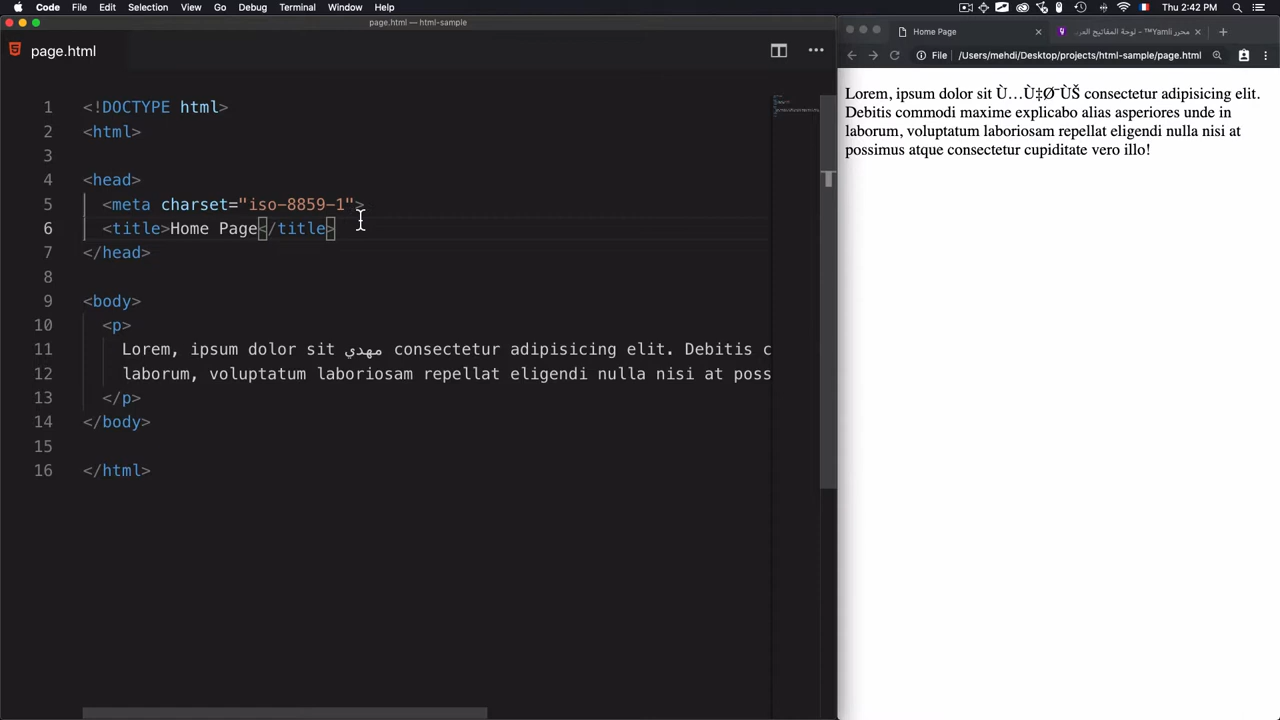 Code File Edit Selection View Go Debug Terminal Window Help
Thu 2:42 PM
page.html — html-sample
page.html
1 <!DOCTYPE html>
2 <html>
3
4 <head>
5 <meta charset="iso-8859-1">
6 <title>Home Page</title>
7 </head>
8
9 <body>
10 <p>
11 Lorem, ipsum dolor sit مهدي consectetur adipisicing elit. Debitis c
12 laborum, voluptatum laboriosam repellat eligendi nulla nisi at poss
13 </p>
14 </body>
15
16 </html>
Home Page
محرر Yamli™ - لوحة المفاتيح العر...
File /Users/mehdi/Desktop/projects/html-sample/page.html
Lorem, ipsum dolor sit Ù…Ù‡Ø¯ÙŠ consectetur adipisicing elit.
Debitis commodi maxime explicabo alias asperiores unde in
laborum, voluptatum laboriosam repellat eligendi nulla nisi at
possimus atque consectetur cupiditate vero illo!